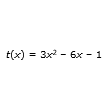 t(x) = 3x² − 6x − 1